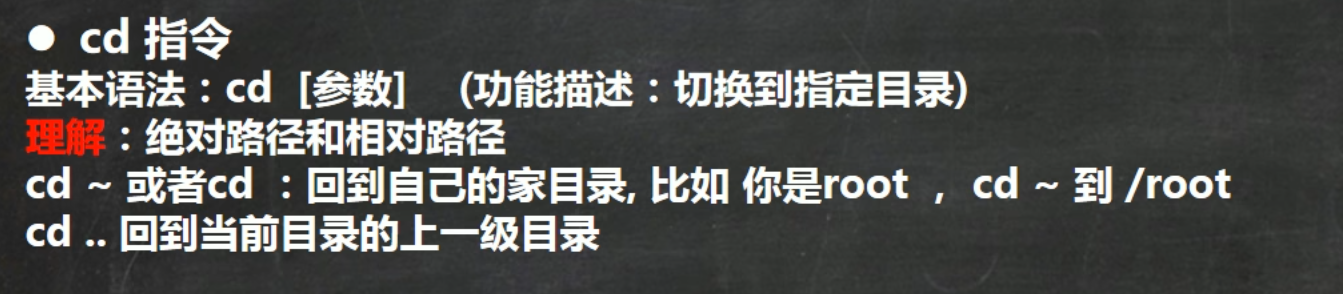 ● cd 指令
基本语法：cd [参数] (功能描述：切换到指定目录)
理解：绝对路径和相对路径
cd ~ 或者cd ：回到自己的家目录, 比如 你是root ， cd ~ 到 /root
cd .. 回到当前目录的上一级目录